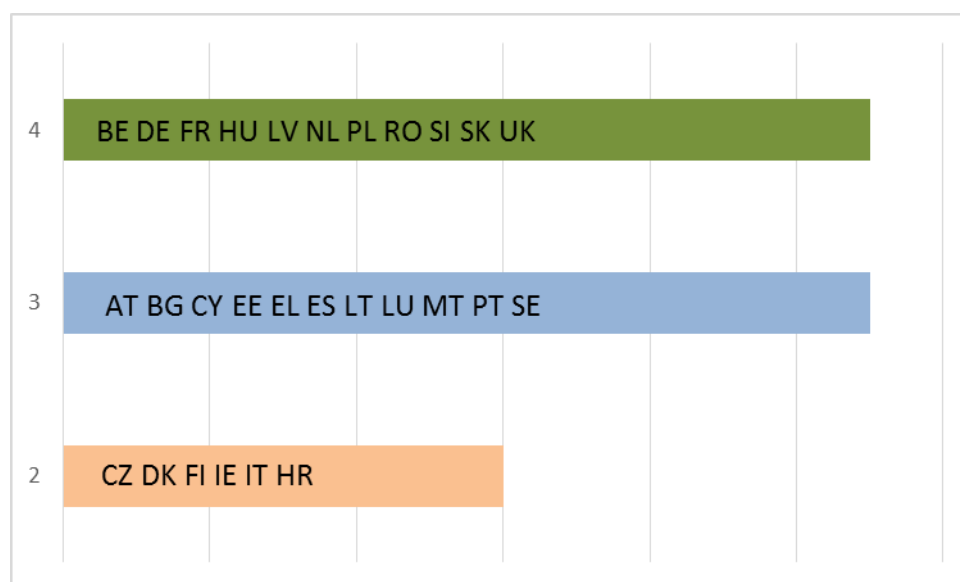 4 BE DE FR HU LV NL PL RO SI SK UK
3 AT BG CY EE EL ES LT LU MT PT SE
2 CZ DK FI IE IT HR